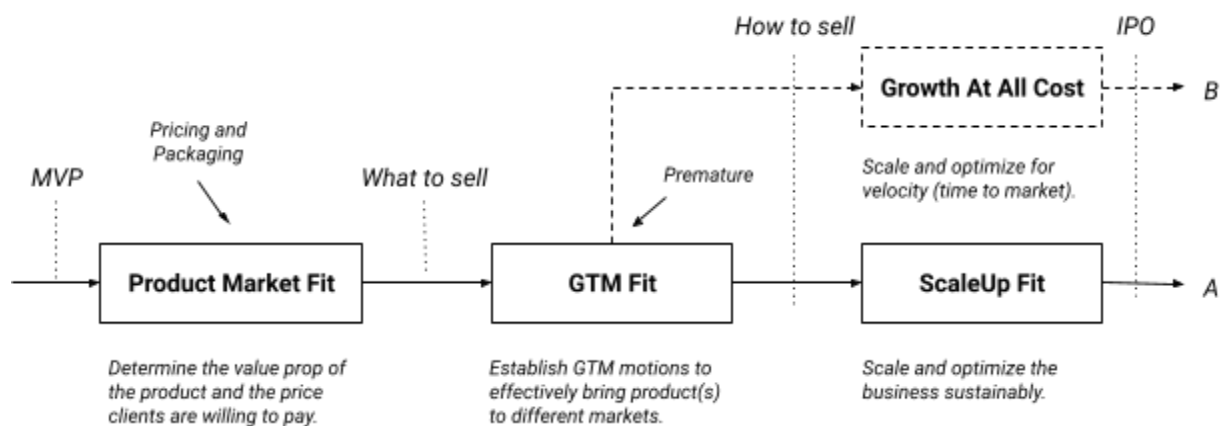 How to sell
IPO
Growth At All Cost
B
Pricing and
Packaging
MVP
What to sell
Premature
Scale and optimize for
velocity (time to market).
Product Market Fit
GTM Fit
ScaleUp Fit
A
Determine the value prop of
the product and the price
clients are willing to pay.
Establish GTM motions to
effectively bring product(s)
to different markets.
Scale and optimize the
business sustainably.